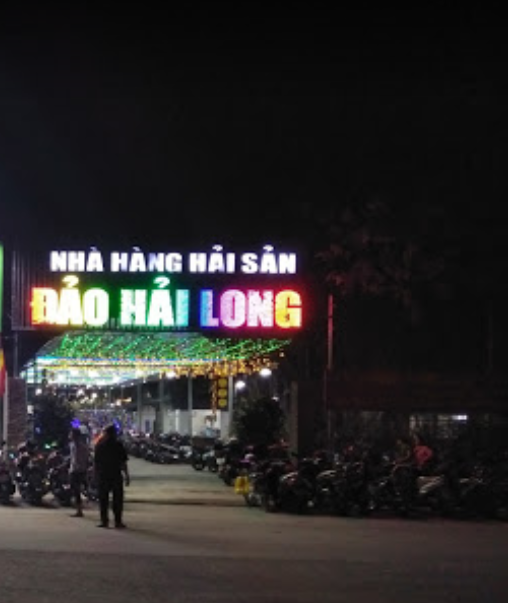 NHÀ HÀNG HẢI SẢN
ĐẢO HẢI LONG